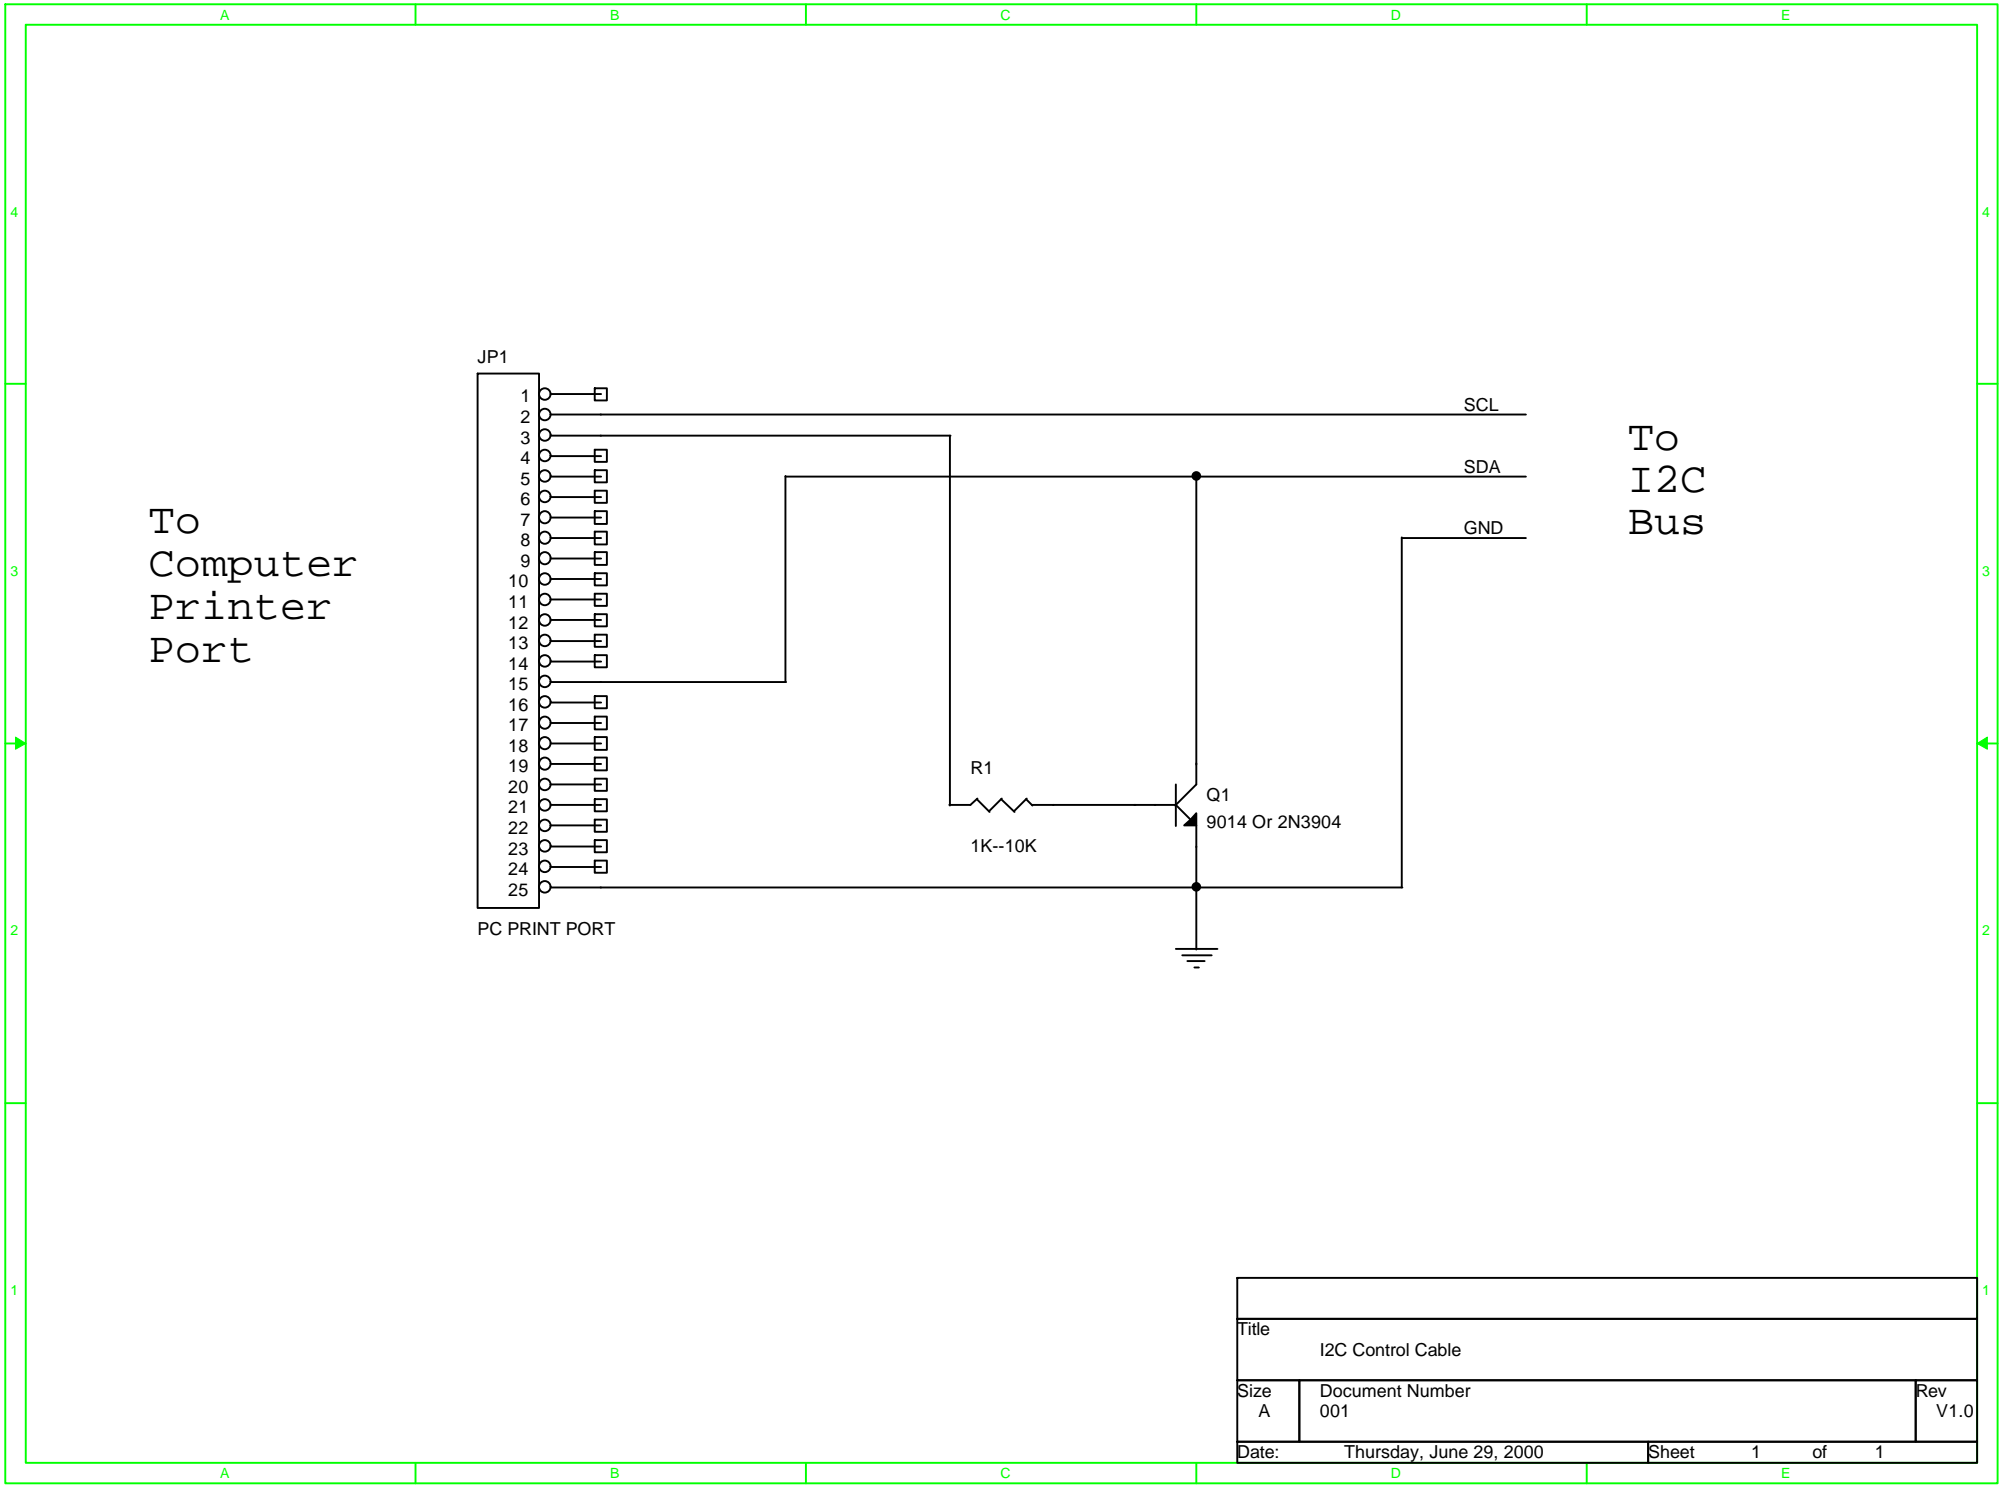 A B C D E
4 4
JP1
1
2
3
4
5
6
7
8
9
10
11
12
13
14
15
16
17
18
19
20
21
22
23
24
25
PC PRINT PORT
To
Computer
Printer
Port
SCL
SDA
GND
To
I2C
Bus
3 3
R1
1K--10K
Q1
9014 Or 2N3904
2 2
1 1
Title
I2C Control Cable
Size
A
Document Number
001
Rev
V1.0
Date: Thursday, June 29, 2000 Sheet 1 of 1
A B C D E